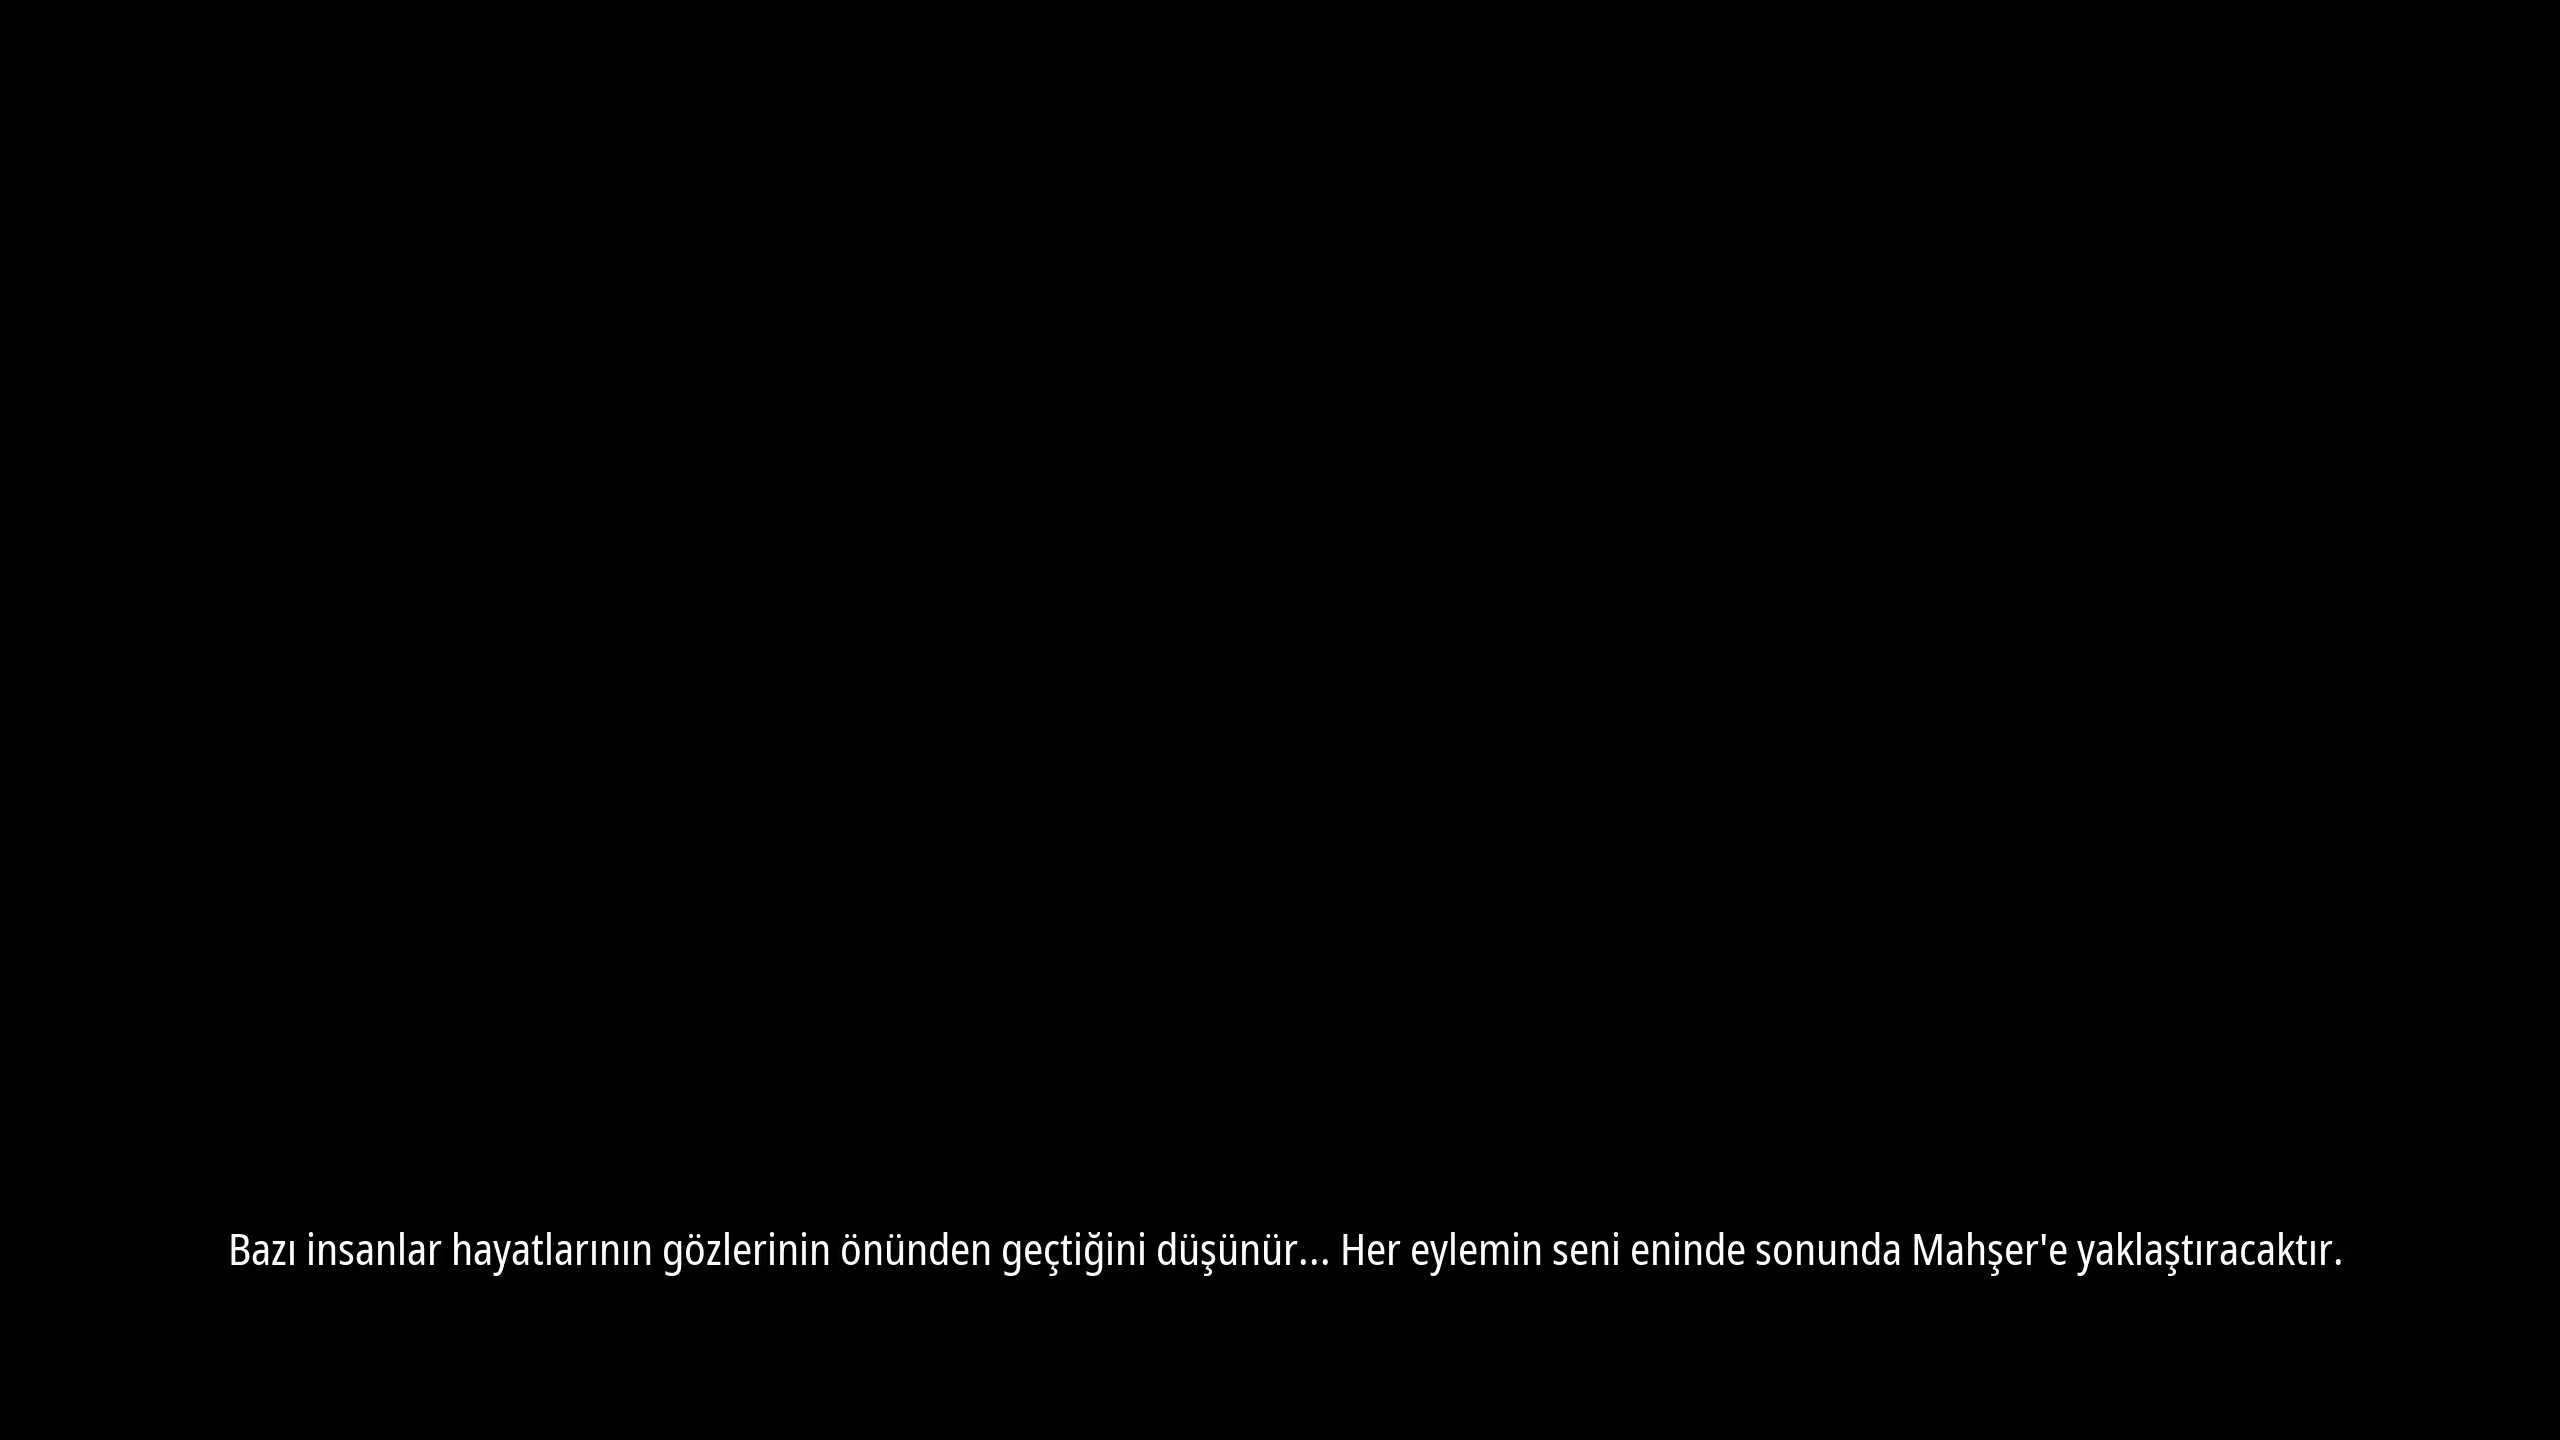 Bazı insanlar hayatlarının gözlerinin önünden geçtiğini düşünür... Her eylemin seni eninde sonunda Mahşer'e yaklaştıracaktır.